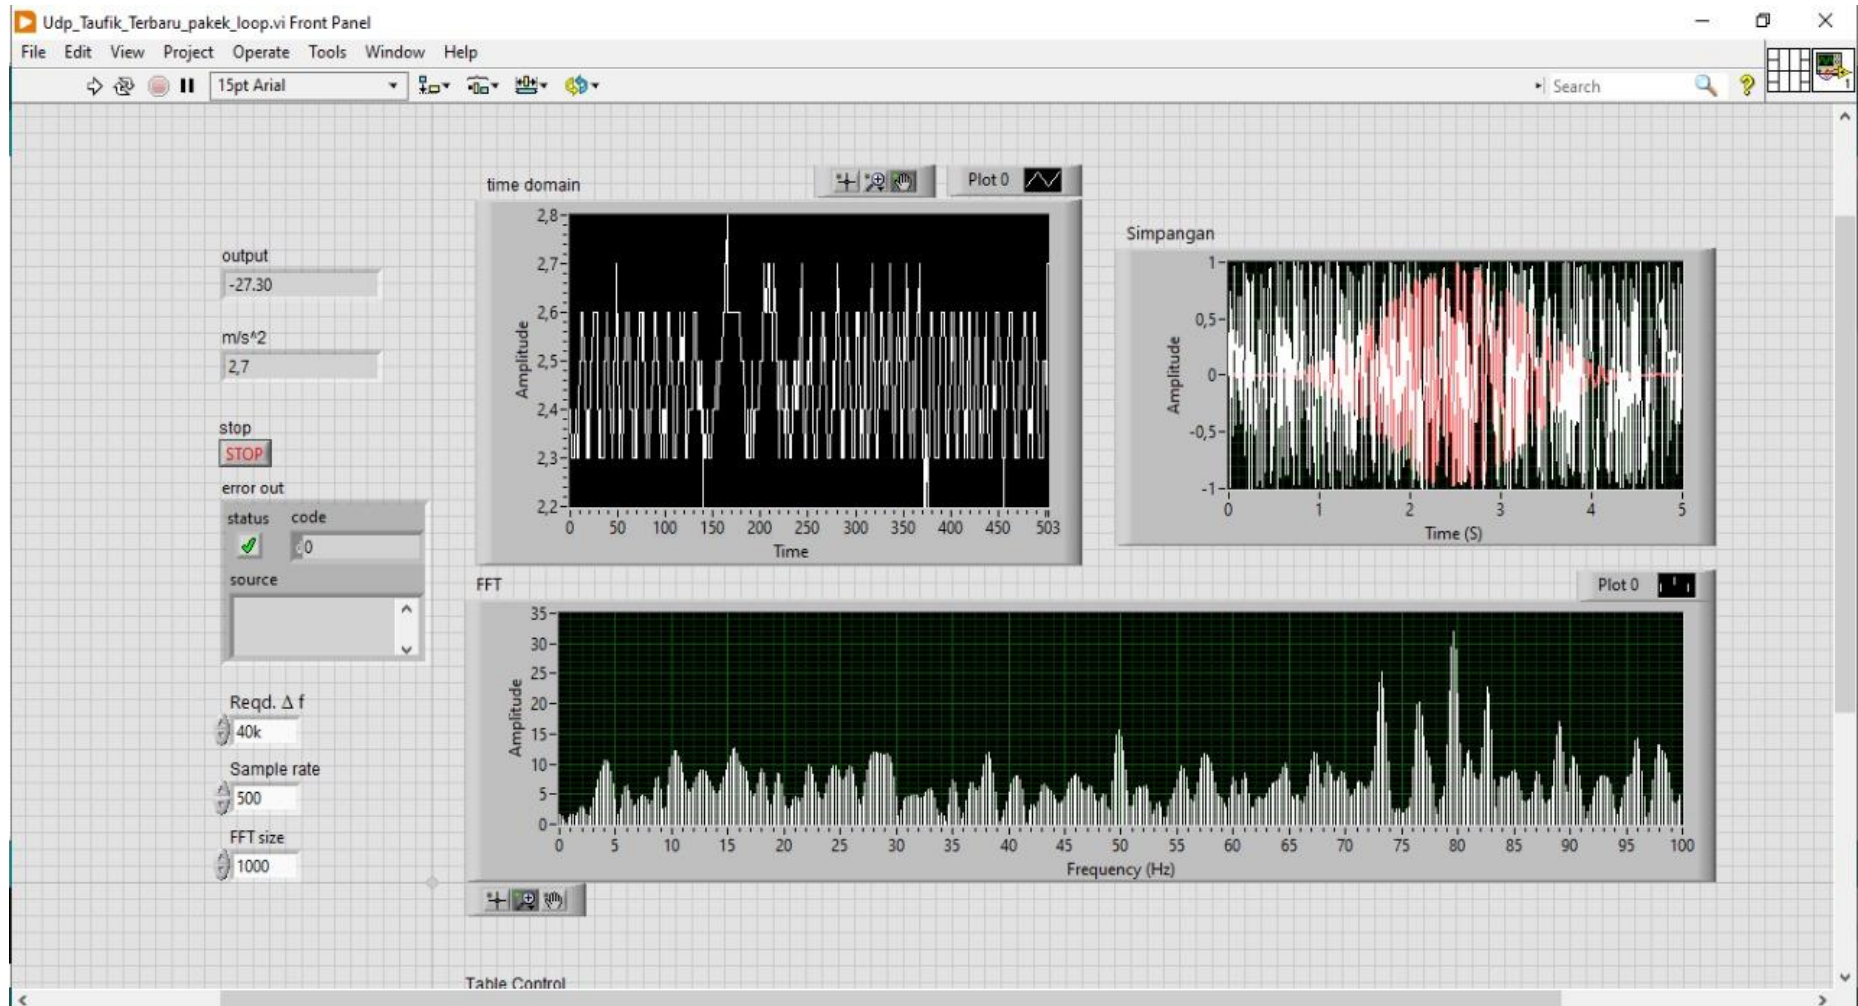 Udp_Taufik_Terbaru_pakek_loop.vi Front Panel
File Edit View Project Operate Tools Window Help
15pt Arial
Search
1
time domain
Plot 0
2,8
2,7
2,6
2,5
2,4
2,3
2,2
Amplitude
0 50 100 150 200 250 300 350 400 450 503
Time
Simpangan
1
0,5
0
-0,5
-1
Amplitude
0 1 2 3 4 5
Time (S)
output
-27.30
m/s^2
2,7
stop
STOP
error out
status code
0
source
Reqd. Δ f
40k
Sample rate
500
FFT size
1000
FFT
Plot 0
35
30
25
20
15
10
5
0
Amplitude
0 5 10 15 20 25 30 35 40 45 50 55 60 65 70 75 80 85 90 95 100
Frequency (Hz)
Table Control